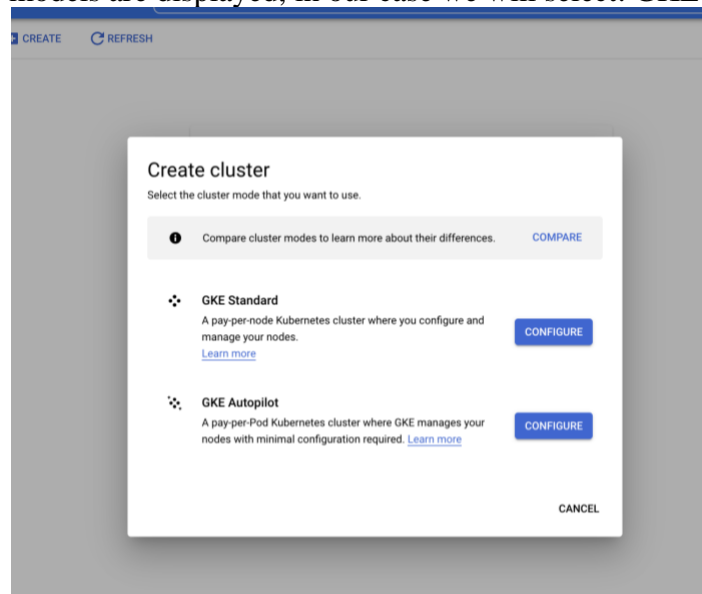 models are displayed, in our case we will select: GKE
CREATE REFRESH
Create cluster
Select the cluster mode that you want to use.
Compare cluster modes to learn more about their differences. COMPARE
GKE Standard
A pay-per-node Kubernetes cluster where you configure and
manage your nodes.
CONFIGURE
Learn more
GKE Autopilot
A pay-per-Pod Kubernetes cluster where GKE manages your
nodes with minimal configuration required. Learn more
CONFIGURE
CANCEL